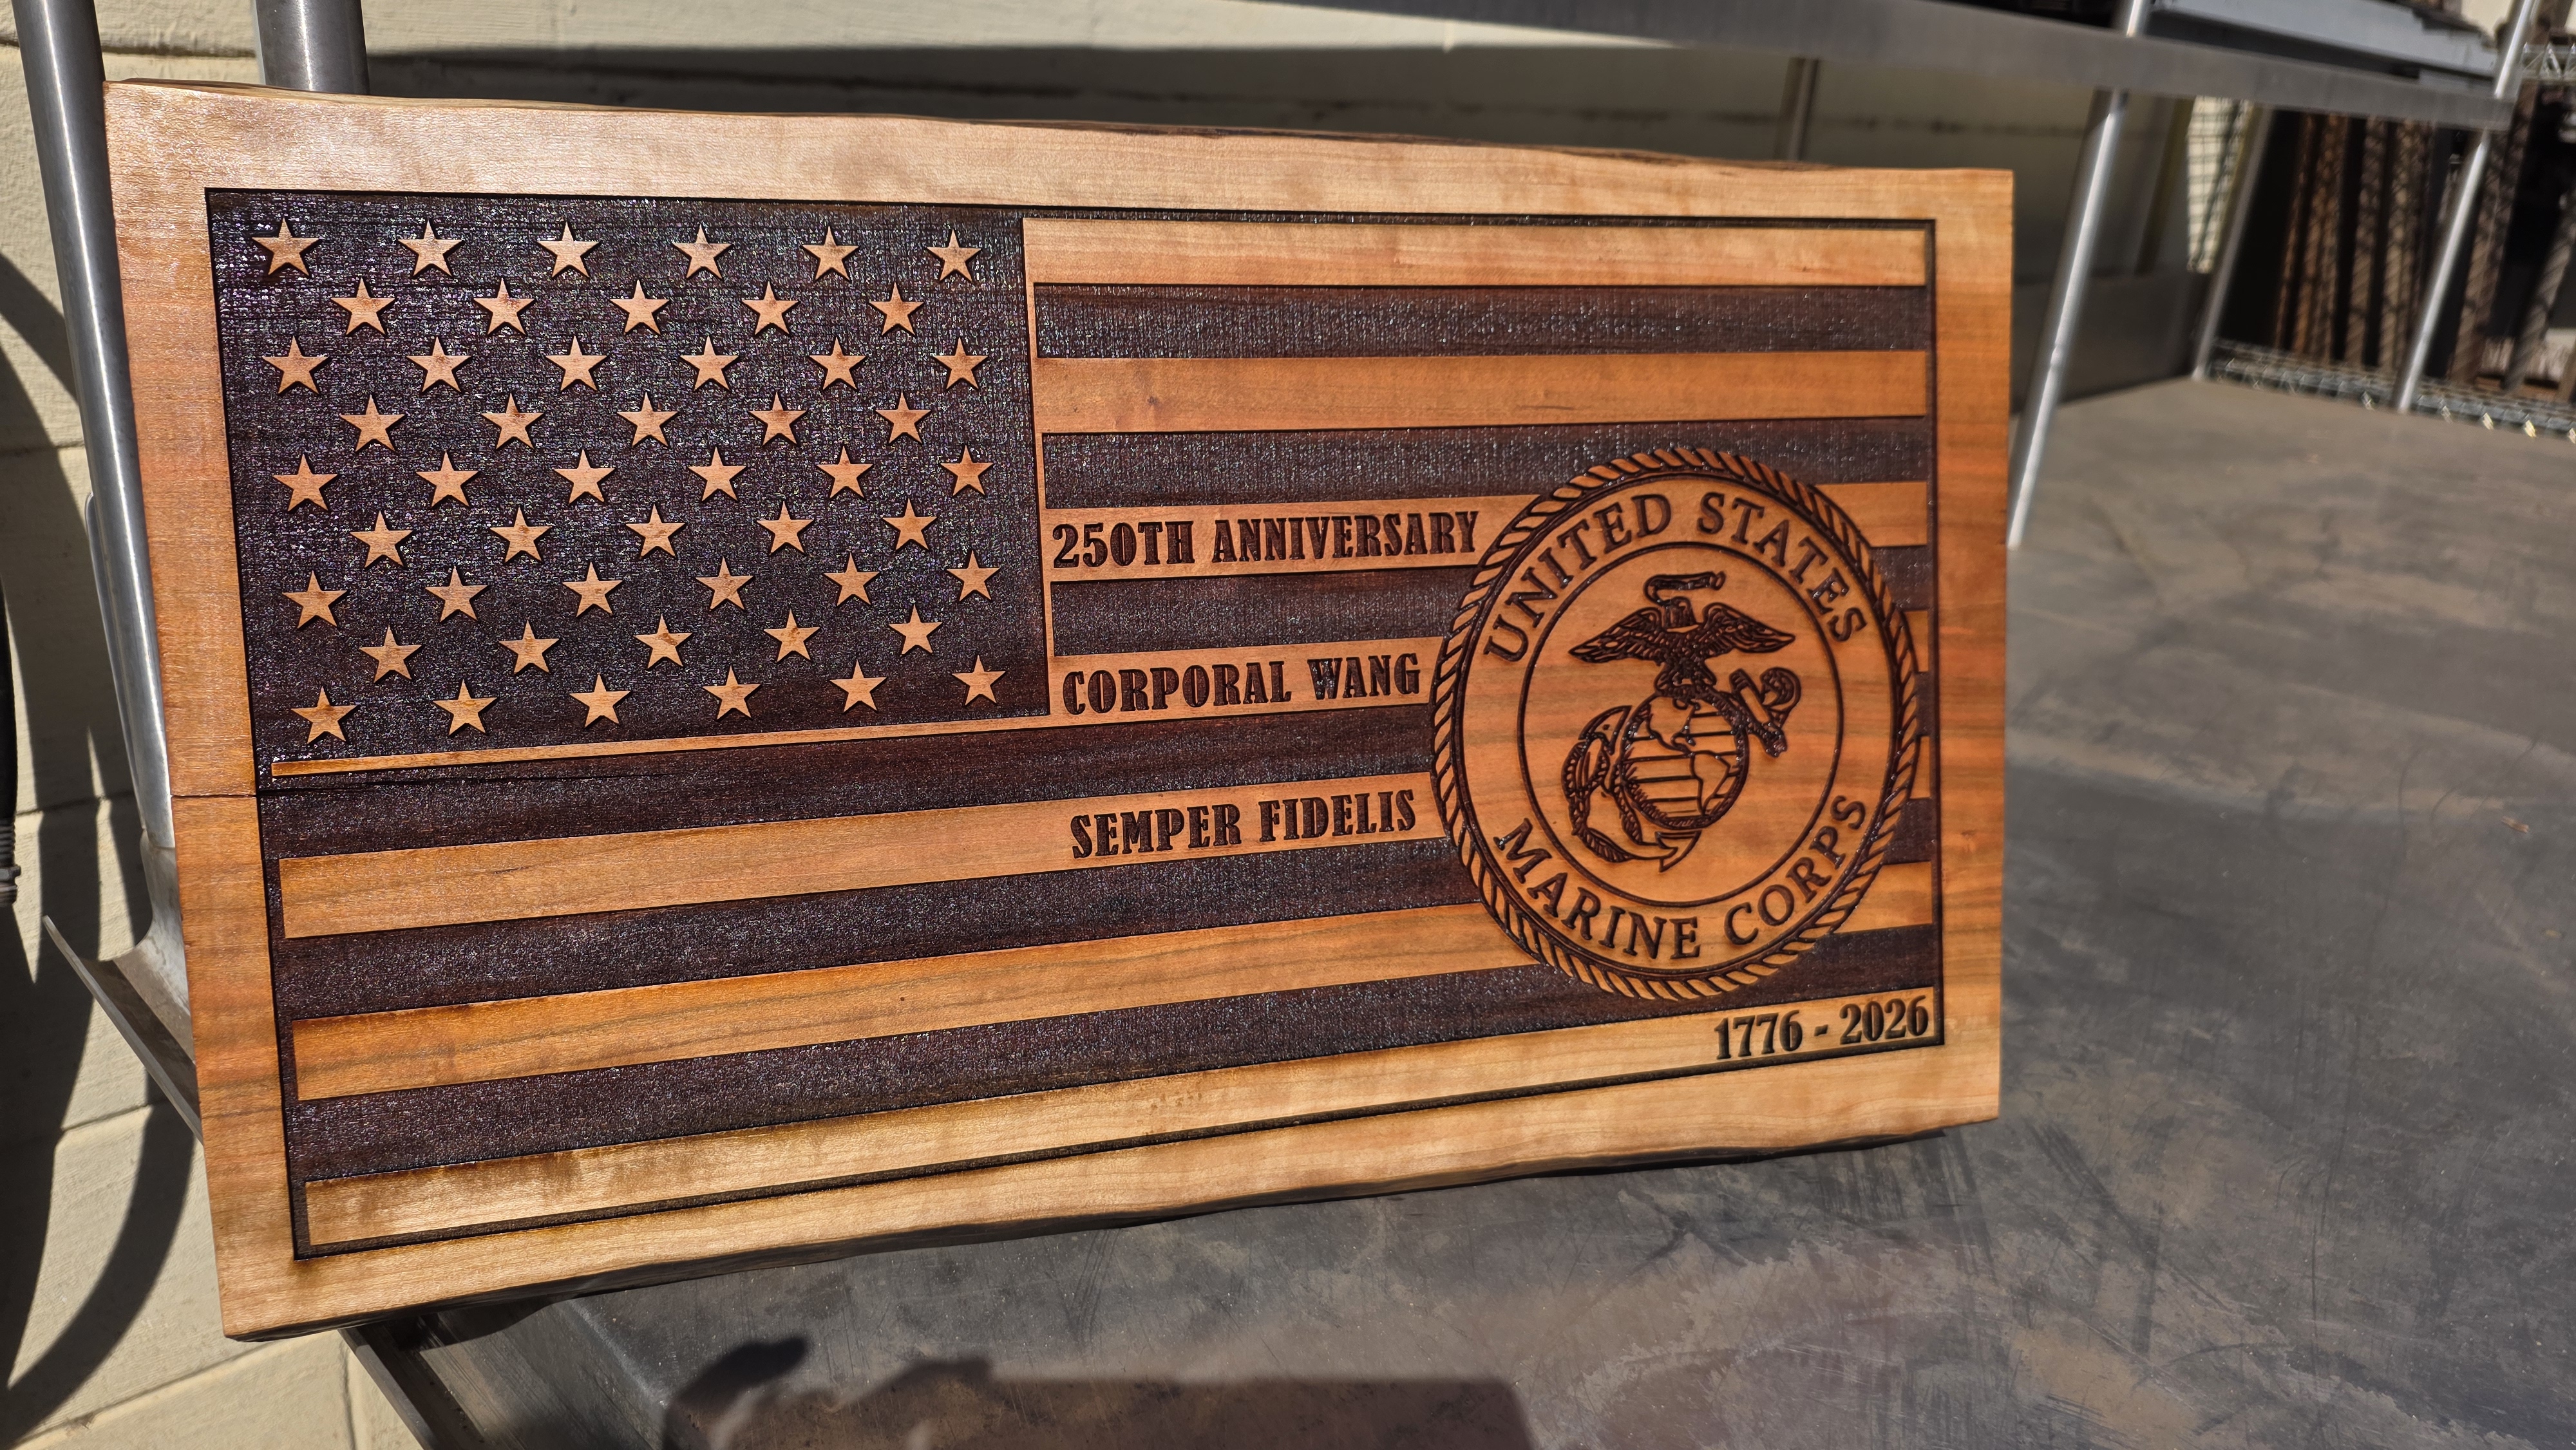 250TH ANNIVERSARY
CORPORAL WANG
SEMPER FIDELIS
UNITED STATES
MARINE CORPS
1776 - 2026